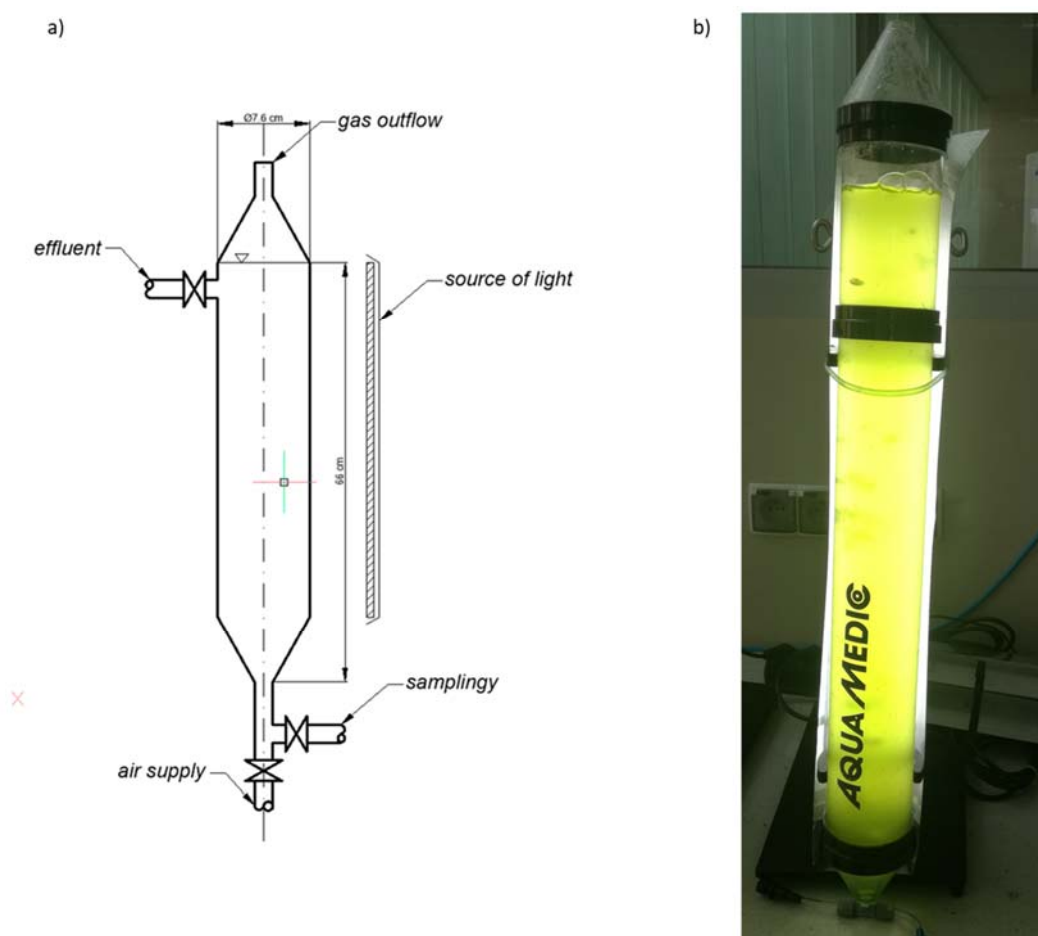 a)
b)
Ø7.6 cm
gas outflow
effluent
source of light
66 cm
samplingy
air supply
AQUA MEDIC